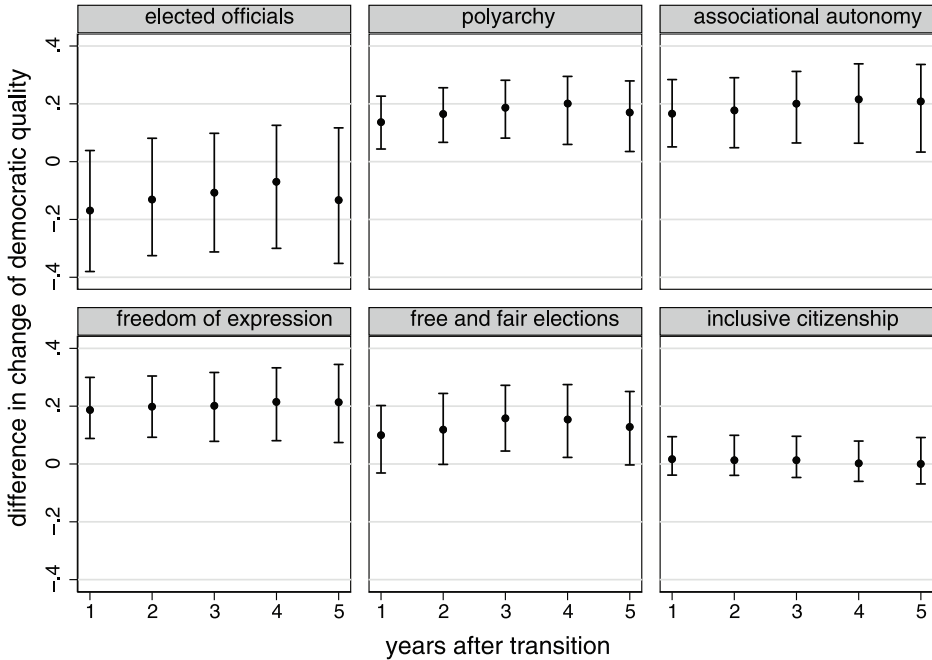 elected officials
polyarchy
associational autonomy
.4
.2
0
-.2
-.4
freedom of expression
free and fair elections
inclusive citizenship
.4
.2
0
-.2
-.4
1 2 3 4 5
1 2 3 4 5
1 2 3 4 5
difference in change of democratic quality
years after transition